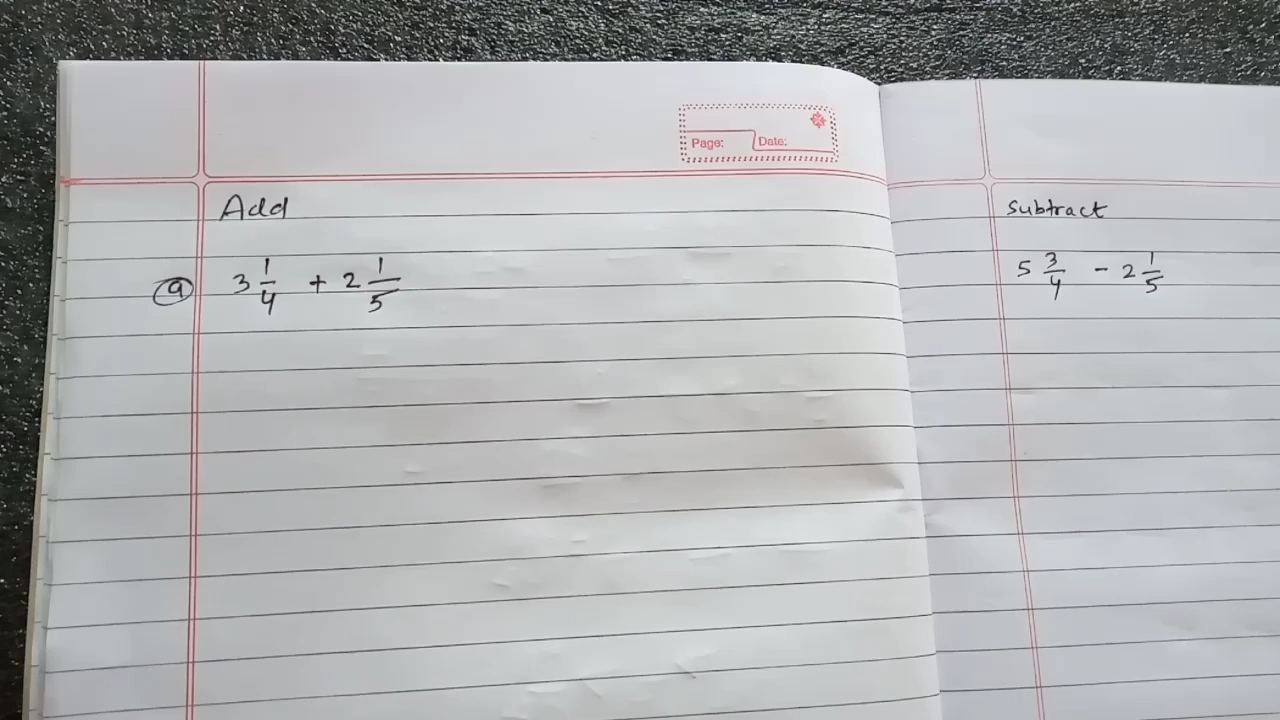 Page: Date:
Add
(a) 3 1/4 + 2 1/5
Subtract
5 3/4 - 2 1/5